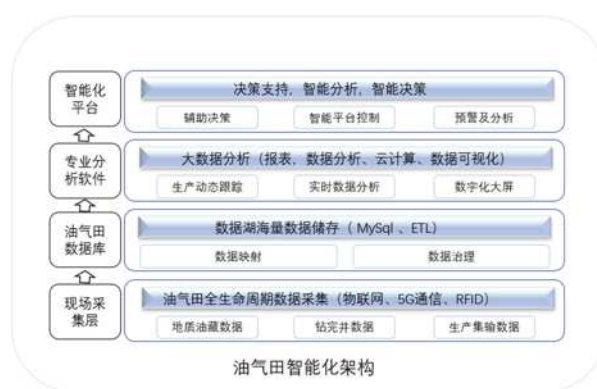 智能化
平台
决策支持，智能分析，智能决策
辅助决策
智能平台控制
预警及分析
专业分
析软件
大数据分析（报表，数据分析、云计算、数据可视化）
生产动态跟踪
实时数据分析
数字化大屏
油气田
数据库
数据湖海量数据储存（ MySql 、ETL）
数据映射
数据治理
现场采
集层
油气田全生命周期数据采集（物联网、5G通信、RFID）
地质油藏数据
钻完井数据
生产集输数据
油气田智能化架构